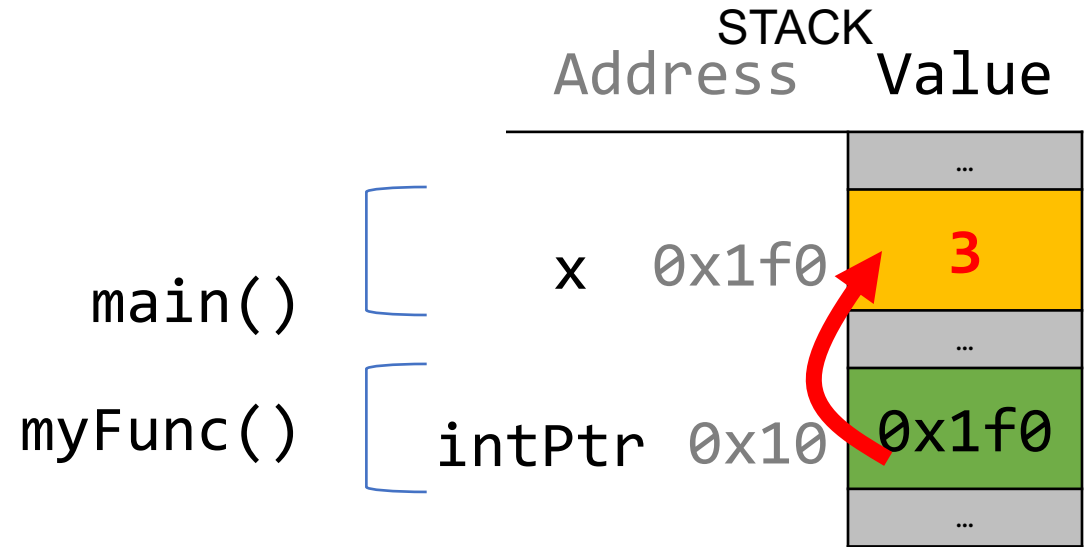 STACK
Address Value
…
main() x 0x1f0 3
…
myFunc() intPtr 0x10 0x1f0
…